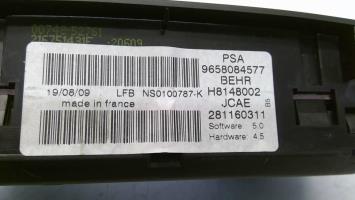 PSA
9658084577
BEHR
19/08/09 LFB NS0100787-K H8148002
made in france JCAE
281160311
Software: 5.0
Hardware: 4.5